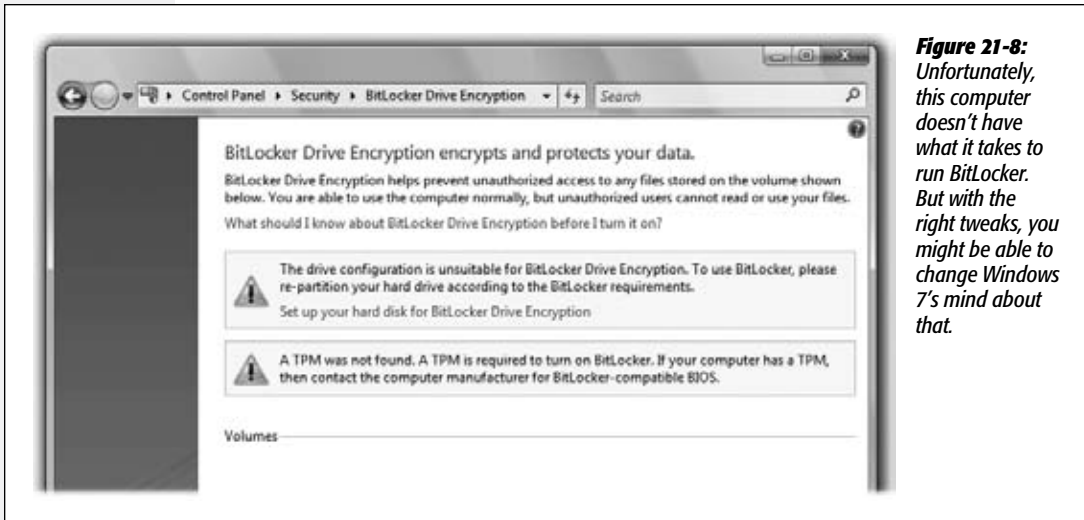 Control Panel ▸ Security ▸ BitLocker Drive Encryption
Search
BitLocker Drive Encryption encrypts and protects your data.
BitLocker Drive Encryption helps prevent unauthorized access to any files stored on the volume shown
below. You are able to use the computer normally, but unauthorized users cannot read or use your files.
What should I know about BitLocker Drive Encryption before I turn it on?
The drive configuration is unsuitable for BitLocker Drive Encryption. To use BitLocker, please
re-partition your hard drive according to the BitLocker requirements.
Set up your hard disk for BitLocker Drive Encryption
A TPM was not found. A TPM is required to turn on BitLocker. If your computer has a TPM,
then contact the computer manufacturer for BitLocker-compatible BIOS.
Volumes
Figure 21-8:
Unfortunately,
this computer
doesn't have
what it takes to
run BitLocker.
But with the
right tweaks, you
might be able to
change Windows
7's mind about
that.